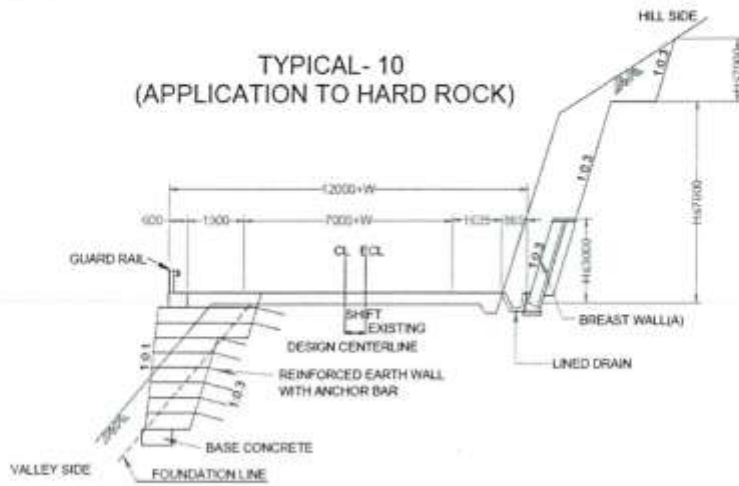 HILL SIDE
TYPICAL- 10
(APPLICATION TO HARD ROCK)
1:0.3
12000+W
H≤7000
1:0.3
600
1500
7000+W
GUARD RAIL
CL
ECL
1:0.3
H≤3000
SHIFT
EXISTING
BREAST WALL(A)
DESIGN CENTERLINE
LINED DRAIN
1:0.1
REINFORCED EARTH WALL
WITH ANCHOR BAR
1:0.3
BASE CONCRETE
VALLEY SIDE
FOUNDATION LINE